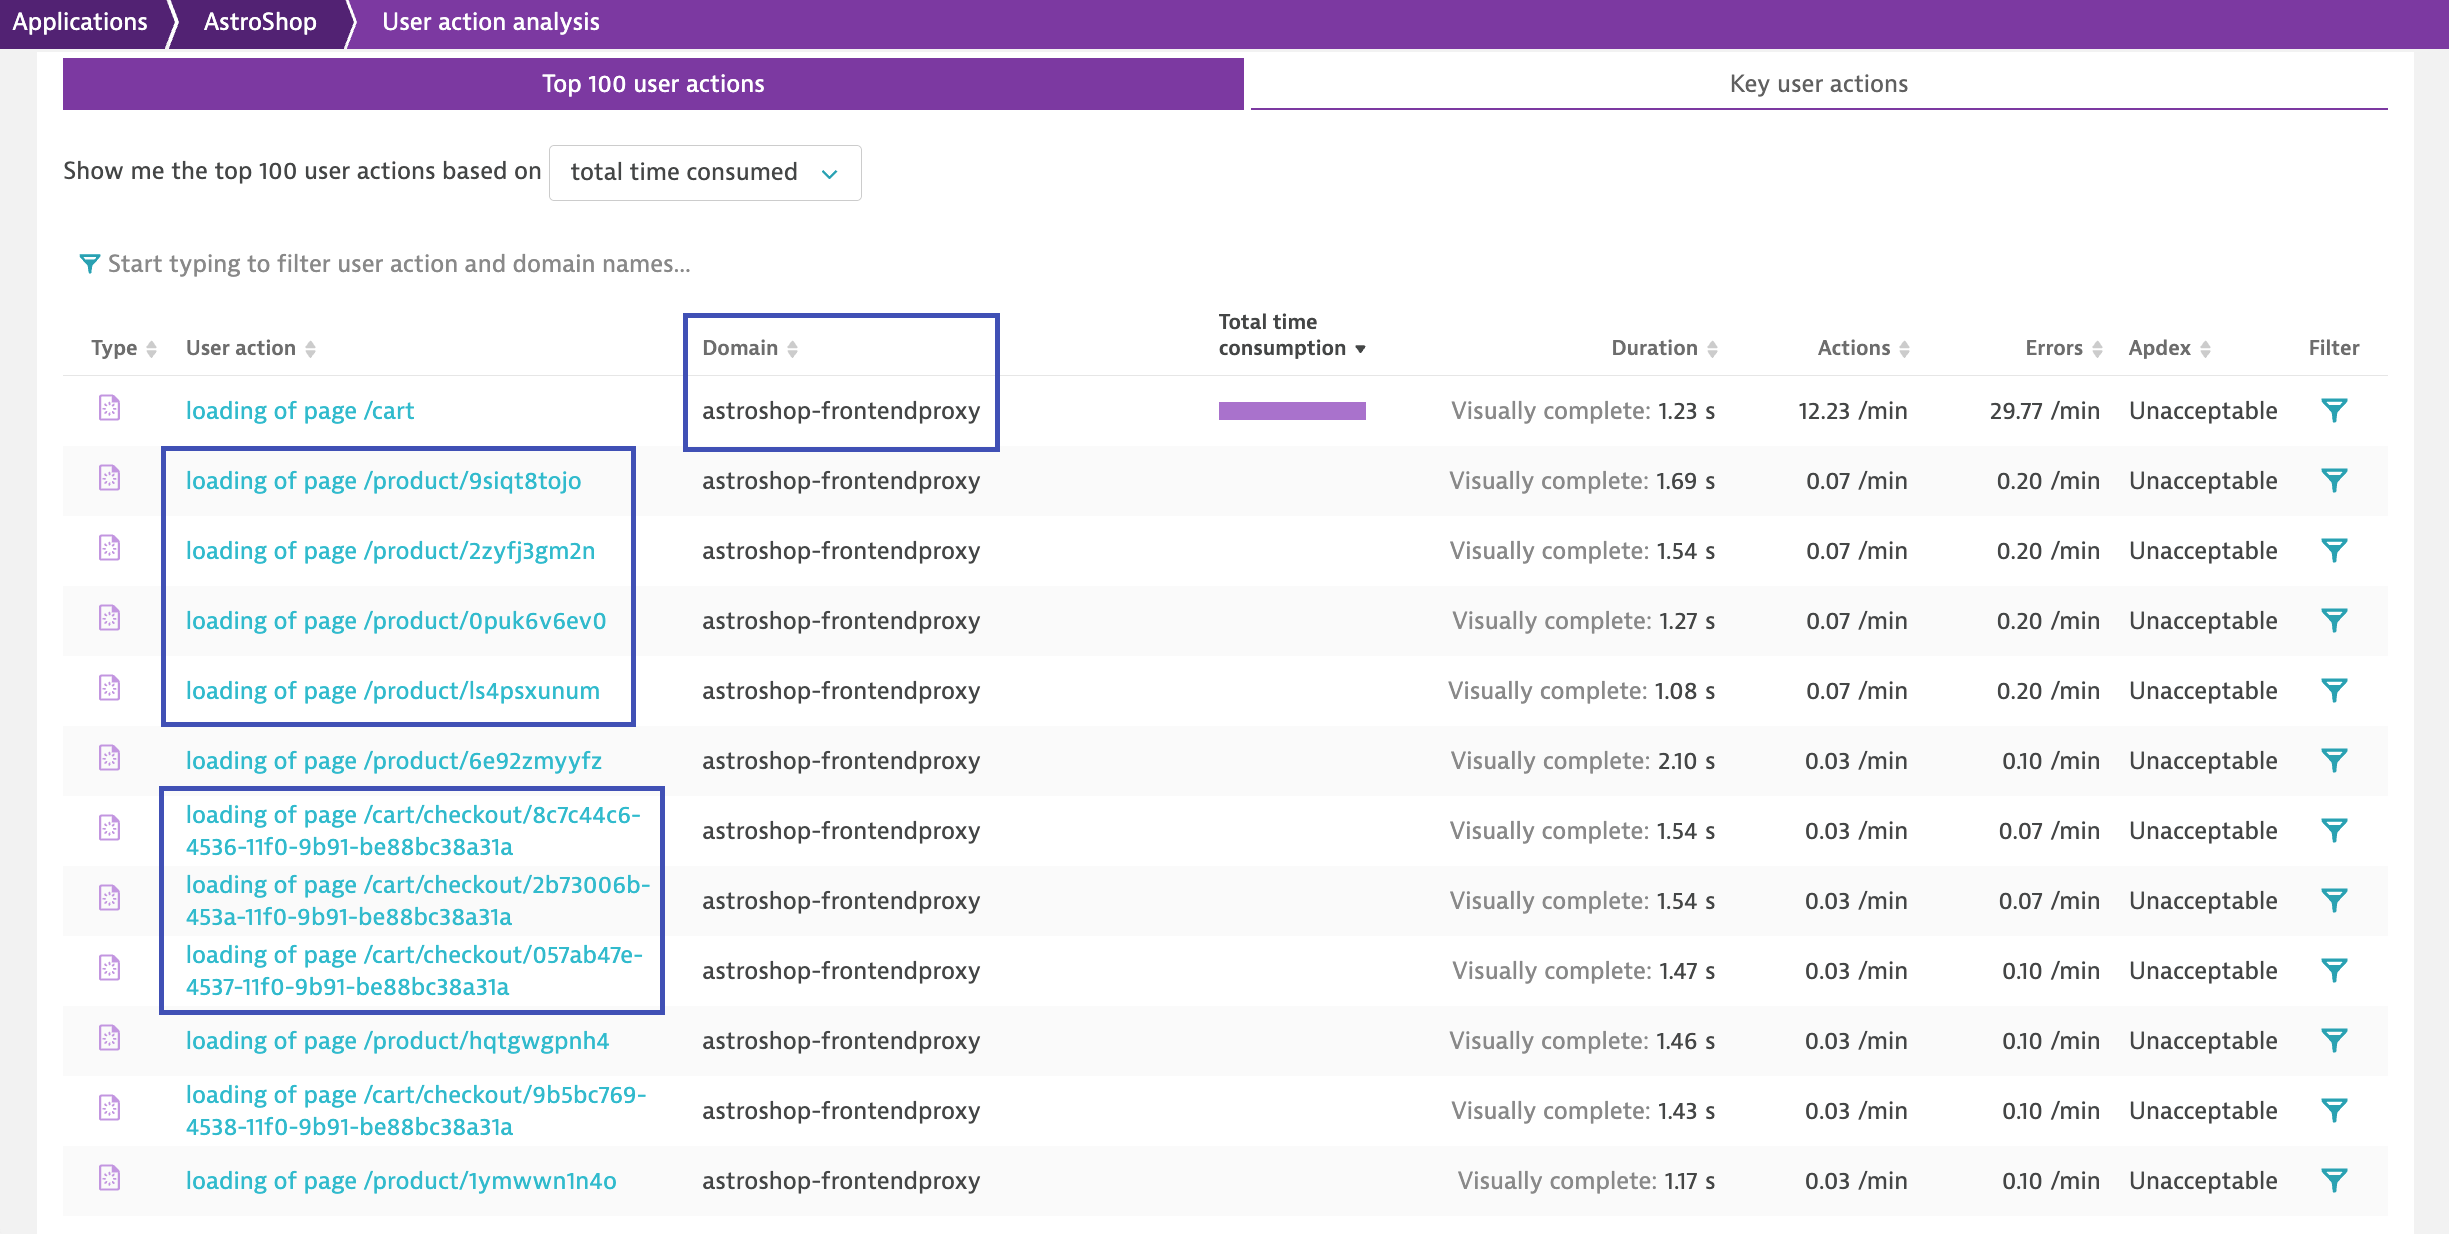 Applications
AstroShop
User action analysis
Top 100 user actions
Key user actions
Show me the top 100 user actions based on total time consumed
Start typing to filter user action and domain names...
Type User action Domain Total time consumption Duration Actions Errors Apdex Filter
loading of page /cart astroshop-frontendproxy Visually complete: 1.23 s 12.23 /min 29.77 /min Unacceptable
loading of page /product/9siqt8tojo astroshop-frontendproxy Visually complete: 1.69 s 0.07 /min 0.20 /min Unacceptable
loading of page /product/2zyfj3gm2n astroshop-frontendproxy Visually complete: 1.54 s 0.07 /min 0.20 /min Unacceptable
loading of page /product/0puk6v6ev0 astroshop-frontendproxy Visually complete: 1.27 s 0.07 /min 0.20 /min Unacceptable
loading of page /product/ls4psxunum astroshop-frontendproxy Visually complete: 1.08 s 0.07 /min 0.20 /min Unacceptable
loading of page /product/6e92zmyyfz astroshop-frontendproxy Visually complete: 2.10 s 0.03 /min 0.10 /min Unacceptable
loading of page /cart/checkout/8c7c44c6-
4536-11f0-9b91-be88bc38a31a astroshop-frontendproxy Visually complete: 1.54 s 0.03 /min 0.07 /min Unacceptable
loading of page /cart/checkout/2b73006b-
453a-11f0-9b91-be88bc38a31a astroshop-frontendproxy Visually complete: 1.54 s 0.03 /min 0.07 /min Unacceptable
loading of page /cart/checkout/057ab47e-
4537-11f0-9b91-be88bc38a31a astroshop-frontendproxy Visually complete: 1.47 s 0.03 /min 0.10 /min Unacceptable
loading of page /product/hqtgwgpnh4 astroshop-frontendproxy Visually complete: 1.46 s 0.03 /min 0.10 /min Unacceptable
loading of page /cart/checkout/9b5bc769-
4538-11f0-9b91-be88bc38a31a astroshop-frontendproxy Visually complete: 1.43 s 0.03 /min 0.10 /min Unacceptable
loading of page /product/1ymwwn1n4o astroshop-frontendproxy Visually complete: 1.17 s 0.03 /min 0.10 /min Unacceptable